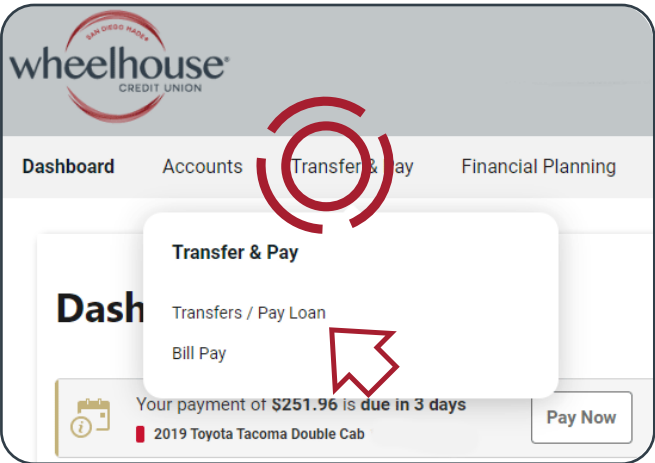 SAN DIEGO MADE
wheelhouse
CREDIT UNION
Dashboard Accounts Transfer & Pay Financial Planning
Transfer & Pay
Dash
Transfers / Pay Loan
Bill Pay
Your payment of $251.96 is due in 3 days
2019 Toyota Tacoma Double Cab
Pay Now